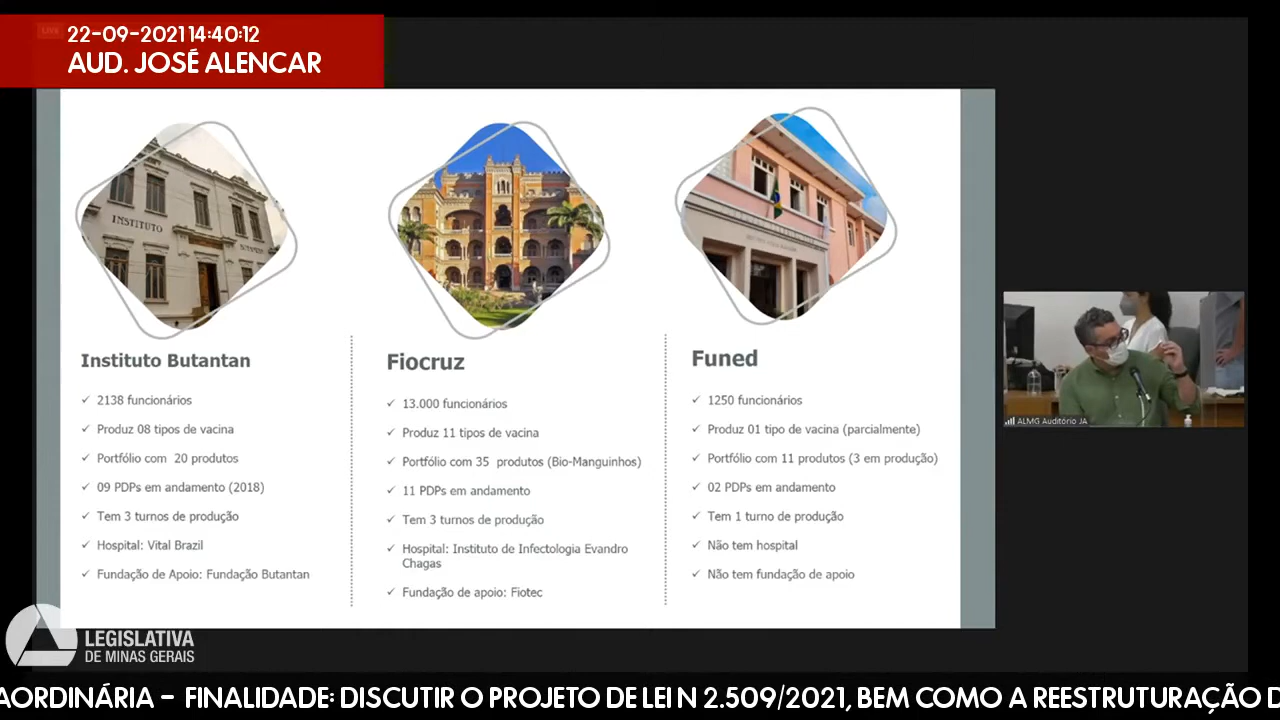 LIVE
22-09-2021 14:40:12
AUD. JOSÉ ALENCAR
INSTITUTO
Instituto Butantan
✓ 2138 funcionários
✓ Produz 08 tipos de vacina
✓ Portfólio com 20 produtos
✓ 09 PDPs em andamento (2018)
✓ Tem 3 turnos de produção
✓ Hospital: Vital Brazil
✓ Fundação de Apoio: Fundação Butantan
Fiocruz
✓ 13.000 funcionários
✓ Produz 11 tipos de vacina
✓ Portfólio com 35 produtos (Bio-Manguinhos)
✓ 11 PDPs em andamento
✓ Tem 3 turnos de produção
✓ Hospital: Instituto de Infectologia Evandro
Chagas
✓ Fundação de apoio: Fiotec
Funed
✓ 1250 funcionários
✓ Produz 01 tipo de vacina (parcialmente)
✓ Portfólio com 11 produtos (3 em produção)
✓ 02 PDPs em andamento
✓ Tem 1 turno de produção
✓ Não tem hospital
✓ Não tem fundação de apoio
ALMG Auditório JA
LEGISLATIVA
DE MINAS GERAIS
AORDINÁRIA - FINALIDADE: DISCUTIR O PROJETO DE LEI N 2.509/2021, BEM COMO A REESTRUTURAÇÃO D